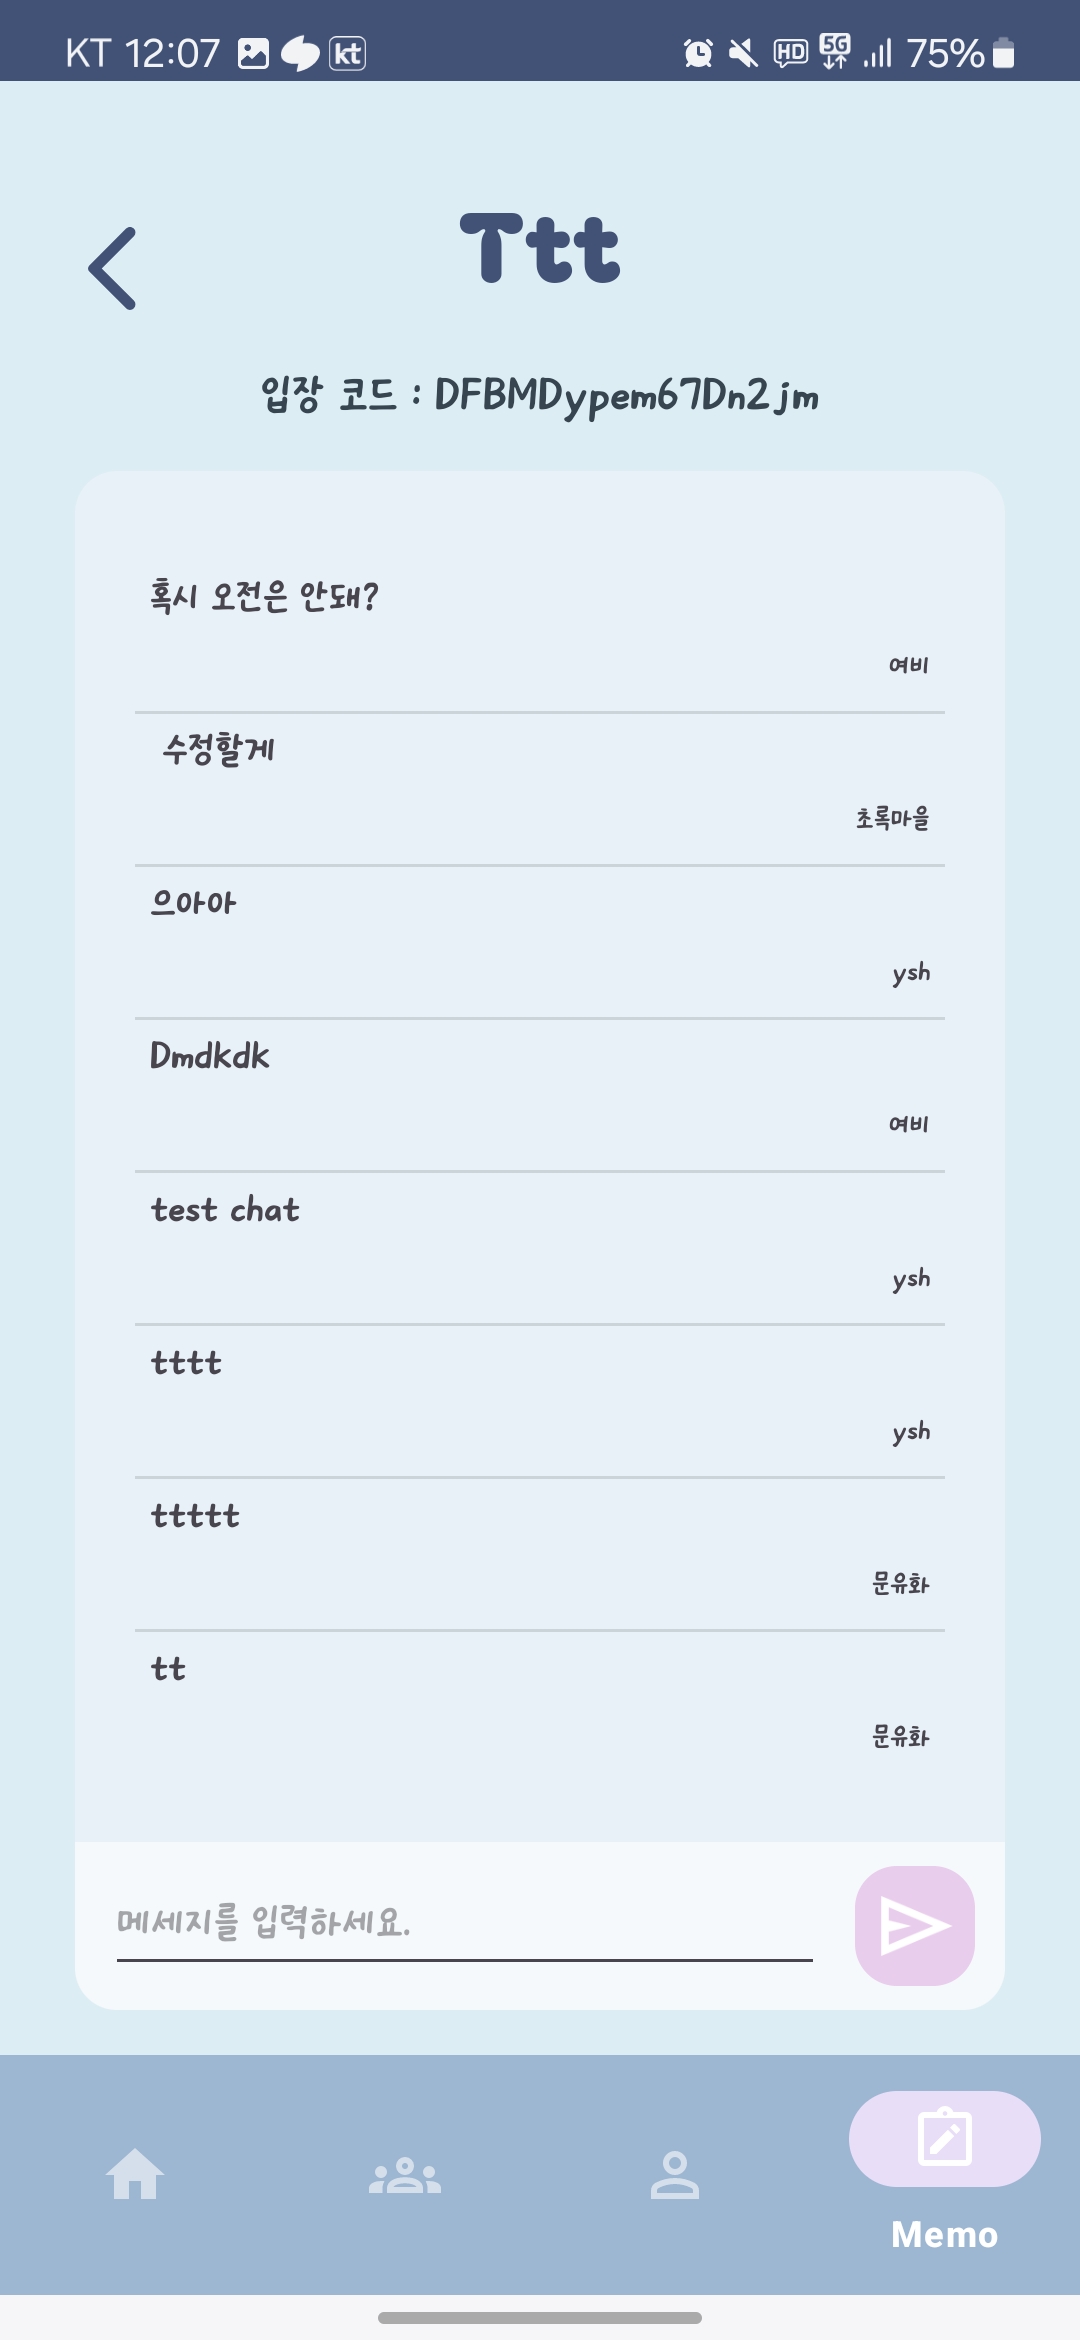 KT 12:07 kt HD 5G 75%
Ttt
입장 코드 : DFBMDypem67Dn2jm
혹시 오전은 안돼?
여비
수정할게
초록마을
으아아
ysh
Dmdkdk
여비
test chat
ysh
tttt
ysh
ttttt
문유화
tt
문유화
메세지를 입력하세요.
Memo